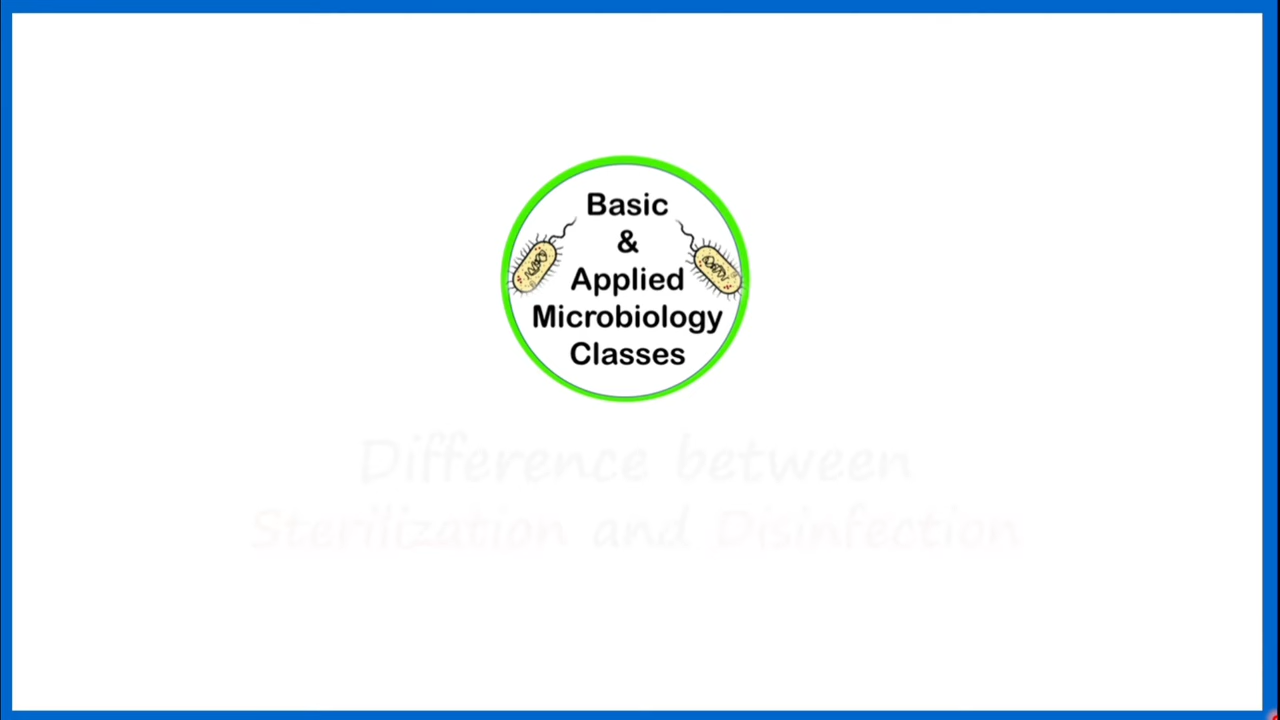 Basic
&
Applied
Microbiology
Classes
Difference between
Sterilization and Disinfection